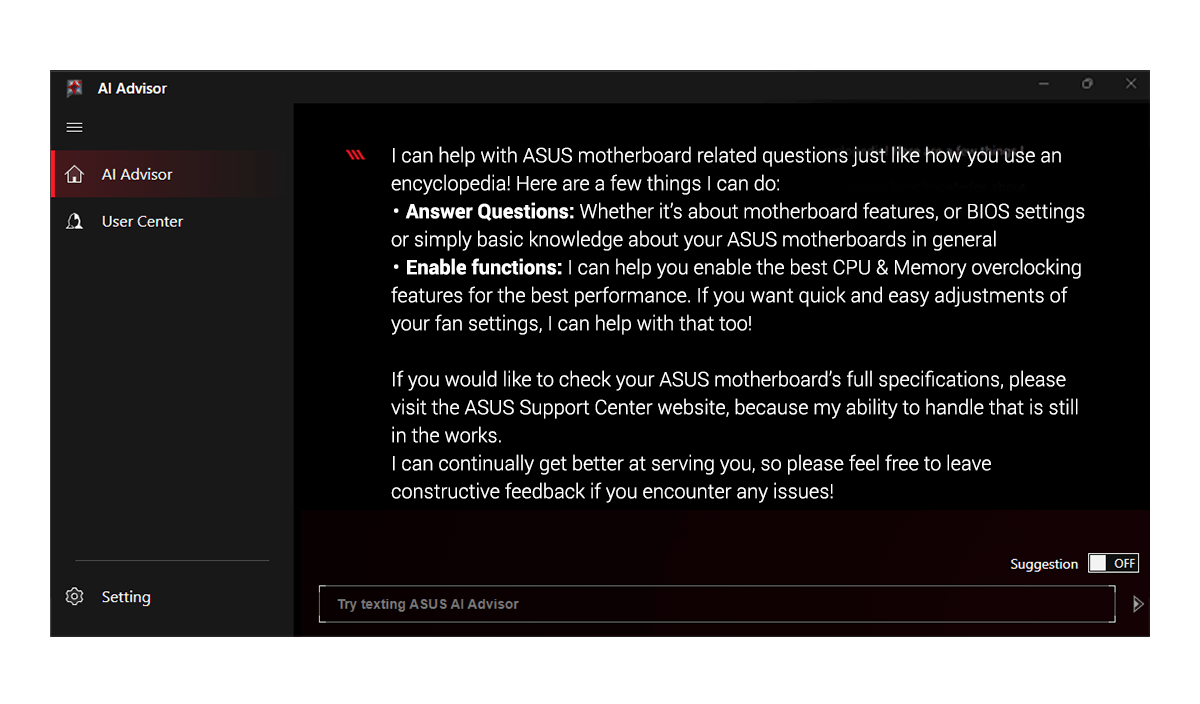 AI Advisor
AI Advisor
User Center
I can help with ASUS motherboard related questions just like how you use an
encyclopedia! Here are a few things I can do:
• Answer Questions: Whether it’s about motherboard features, or BIOS settings
or simply basic knowledge about your ASUS motherboards in general
• Enable functions: I can help you enable the best CPU & Memory overclocking
features for the best performance. If you want quick and easy adjustments of
your fan settings, I can help with that too!
If you would like to check your ASUS motherboard’s full specifications, please
visit the ASUS Support Center website, because my ability to handle that is still
in the works.
I can continually get better at serving you, so please feel free to leave
constructive feedback if you encounter any issues!
Suggestion OFF
Setting
Try texting ASUS AI Advisor